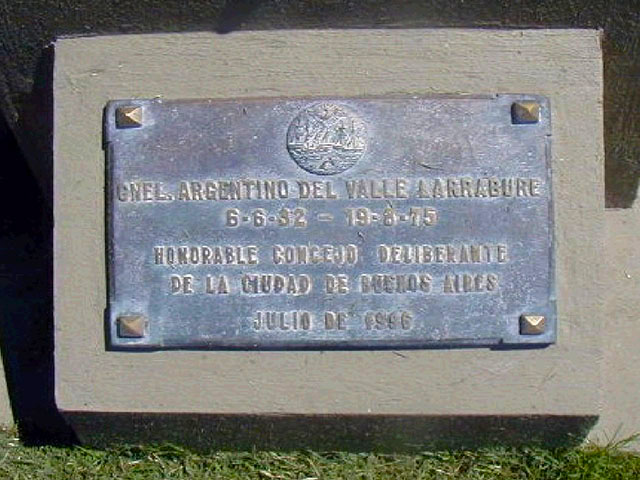 CNEL. ARGENTINO DEL VALLE LARRABURE
6-6-32 - 19-8-75
HONORABLE CONCEJO DELIBERANTE
DE LA CIUDAD DE BUENOS AIRES
JULIO DE 1996